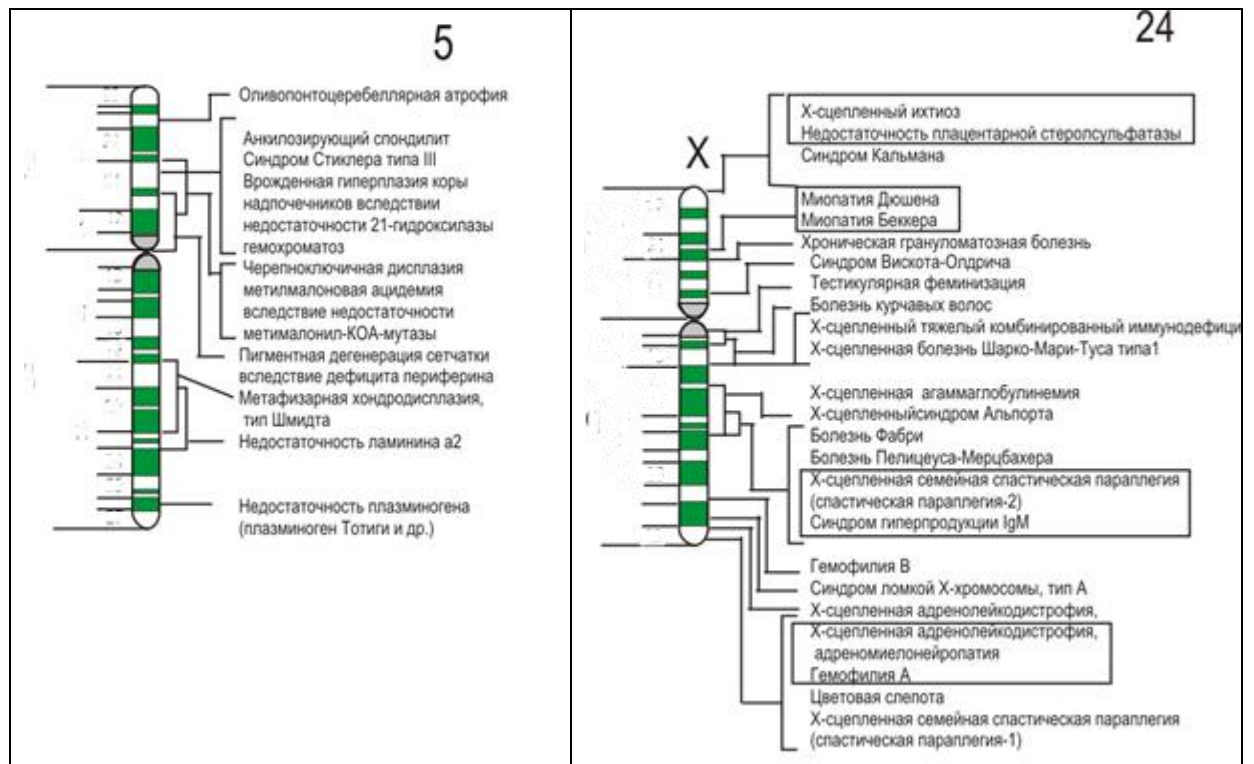 5
Оливопонтоцеребеллярная атрофия
Анкилозирующий спондилит
Синдром Стиклера типа III
Врожденная гиперплазия коры
надпочечников вследствии
недостаточности 21-гидроксилазы
гемохроматоз
Черепноключичная дисплазия
метилмалоновая ацидемия
вследствие недостаточности
метималонил-КОА-мутазы
Пигментная дегенерация сетчатки
вследствие дефицита периферина
Метафизарная хондродисплазия,
тип Шмидта
Недостаточность ламинина а2
Недостаточность плазминогена
(плазминоген Тотиги и др.)
24
X
Х-сцепленный ихтиоз
Недостаточность плацентарной стеролсульфатазы
Синдром Кальмана
Миопатия Дюшена
Миопатия Беккера
Хроническая грануломатозная болезнь
Синдром Вискота-Олдрича
Тестикулярная феминизация
Болезнь курчавых волос
Х-сцепленный тяжелый комбинированный иммунодефици
Х-сцепленная болезнь Шарко-Мари-Туса типа1
Х-сцепленная агаммаглобулинемия
Х-сцепленныйсиндром Альпорта
Болезнь Фабри
Болезнь Пелицеуса-Мерцбахера
Х-сцепленная семейная спастическая параплегия
(спастическая параплегия-2)
Синдром гиперпродукции IgM
Гемофилия В
Синдром ломкой Х-хромосомы, тип А
Х-сцепленная адренолейкодистрофия,
Х-сцепленная адренолейкодистрофия,
адреномиелонейропатия
Гемофилия А
Цветовая слепота
Х-сцепленная семейная спастическая параплегия
(спастическая параплегия-1)